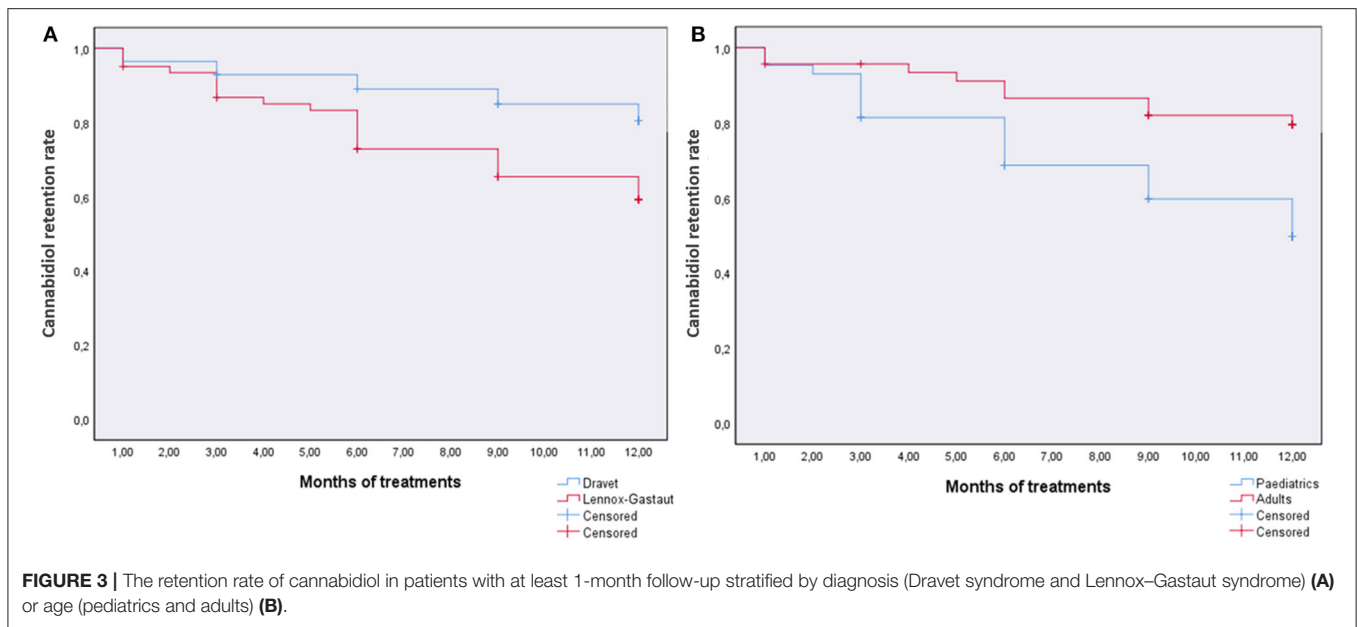 A
Cannabidiol retention rate
1,0
0,8
0,6
0,4
0,2
0,0
1,00 2,00 3,00 4,00 5,00 6,00 7,00 8,00 9,00 10,00 11,00 12,00
Months of treatments
Dravet
Lennox-Gastaut
Censored
Censored
B
Cannabidiol retention rate
1,0
0,8
0,6
0,4
0,2
0,0
1,00 2,00 3,00 4,00 5,00 6,00 7,00 8,00 9,00 10,00 11,00 12,00
Months of treatments
Paediatrics
Adults
Censored
Censored
FIGURE 3 | The retention rate of cannabidiol in patients with at least 1-month follow-up stratified by diagnosis (Dravet syndrome and Lennox–Gastaut syndrome) (A)
or age (pediatrics and adults) (B).